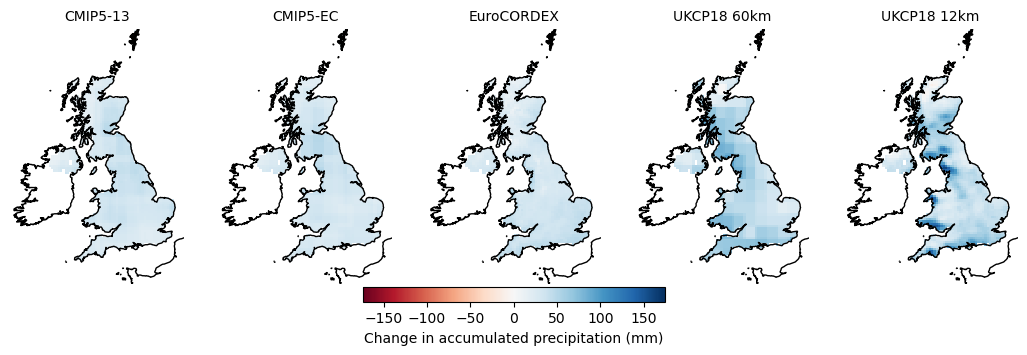 CMIP5-13 CMIP5-EC EuroCORDEX UKCP18 60km UKCP18 12km
−150 −100 −50 0 50 100 150
Change in accumulated precipitation (mm)